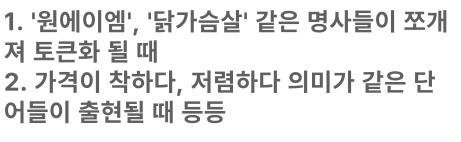 1. '원에이엠', '닭가슴살' 같은 명사들이 쪼개
져 토큰화 될 때
2. 가격이 착하다, 저렴하다 의미가 같은 단
어들이 출현될 때 등등